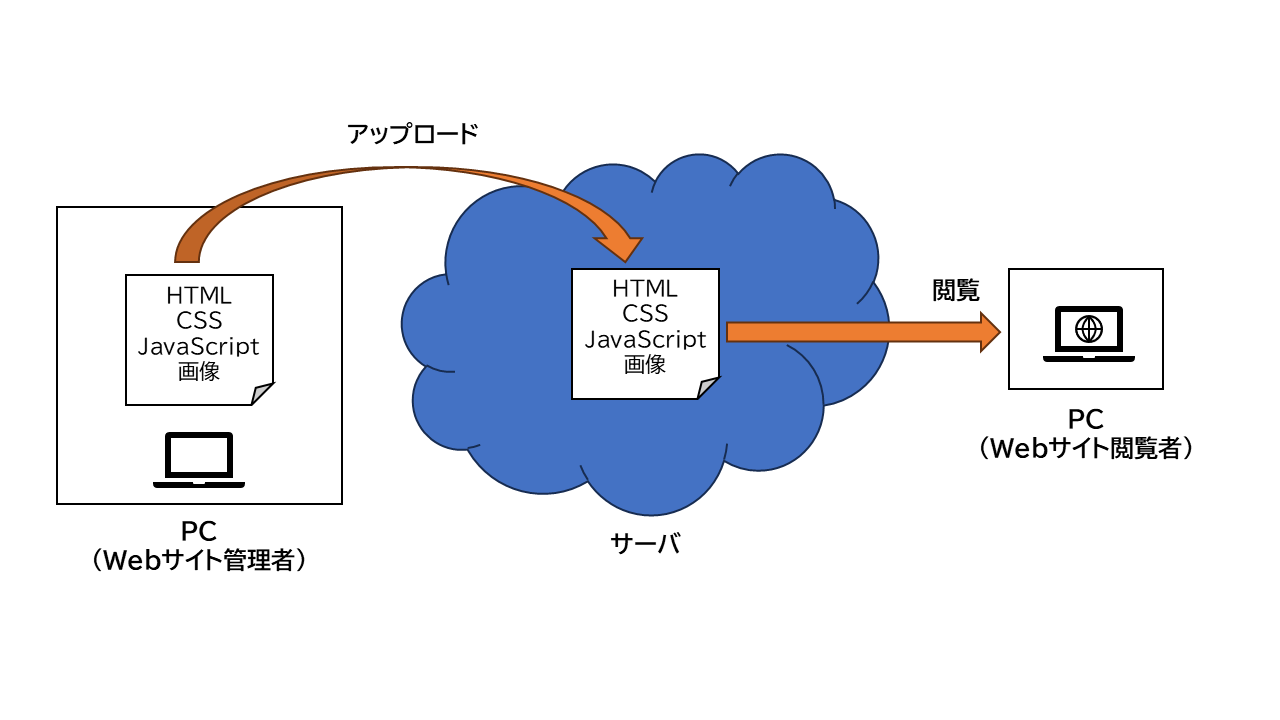 アップロード
HTML
CSS
JavaScript
画像
PC
（Webサイト管理者）
HTML
CSS
JavaScript
画像
サーバ
閲覧
PC
（Webサイト閲覧者）